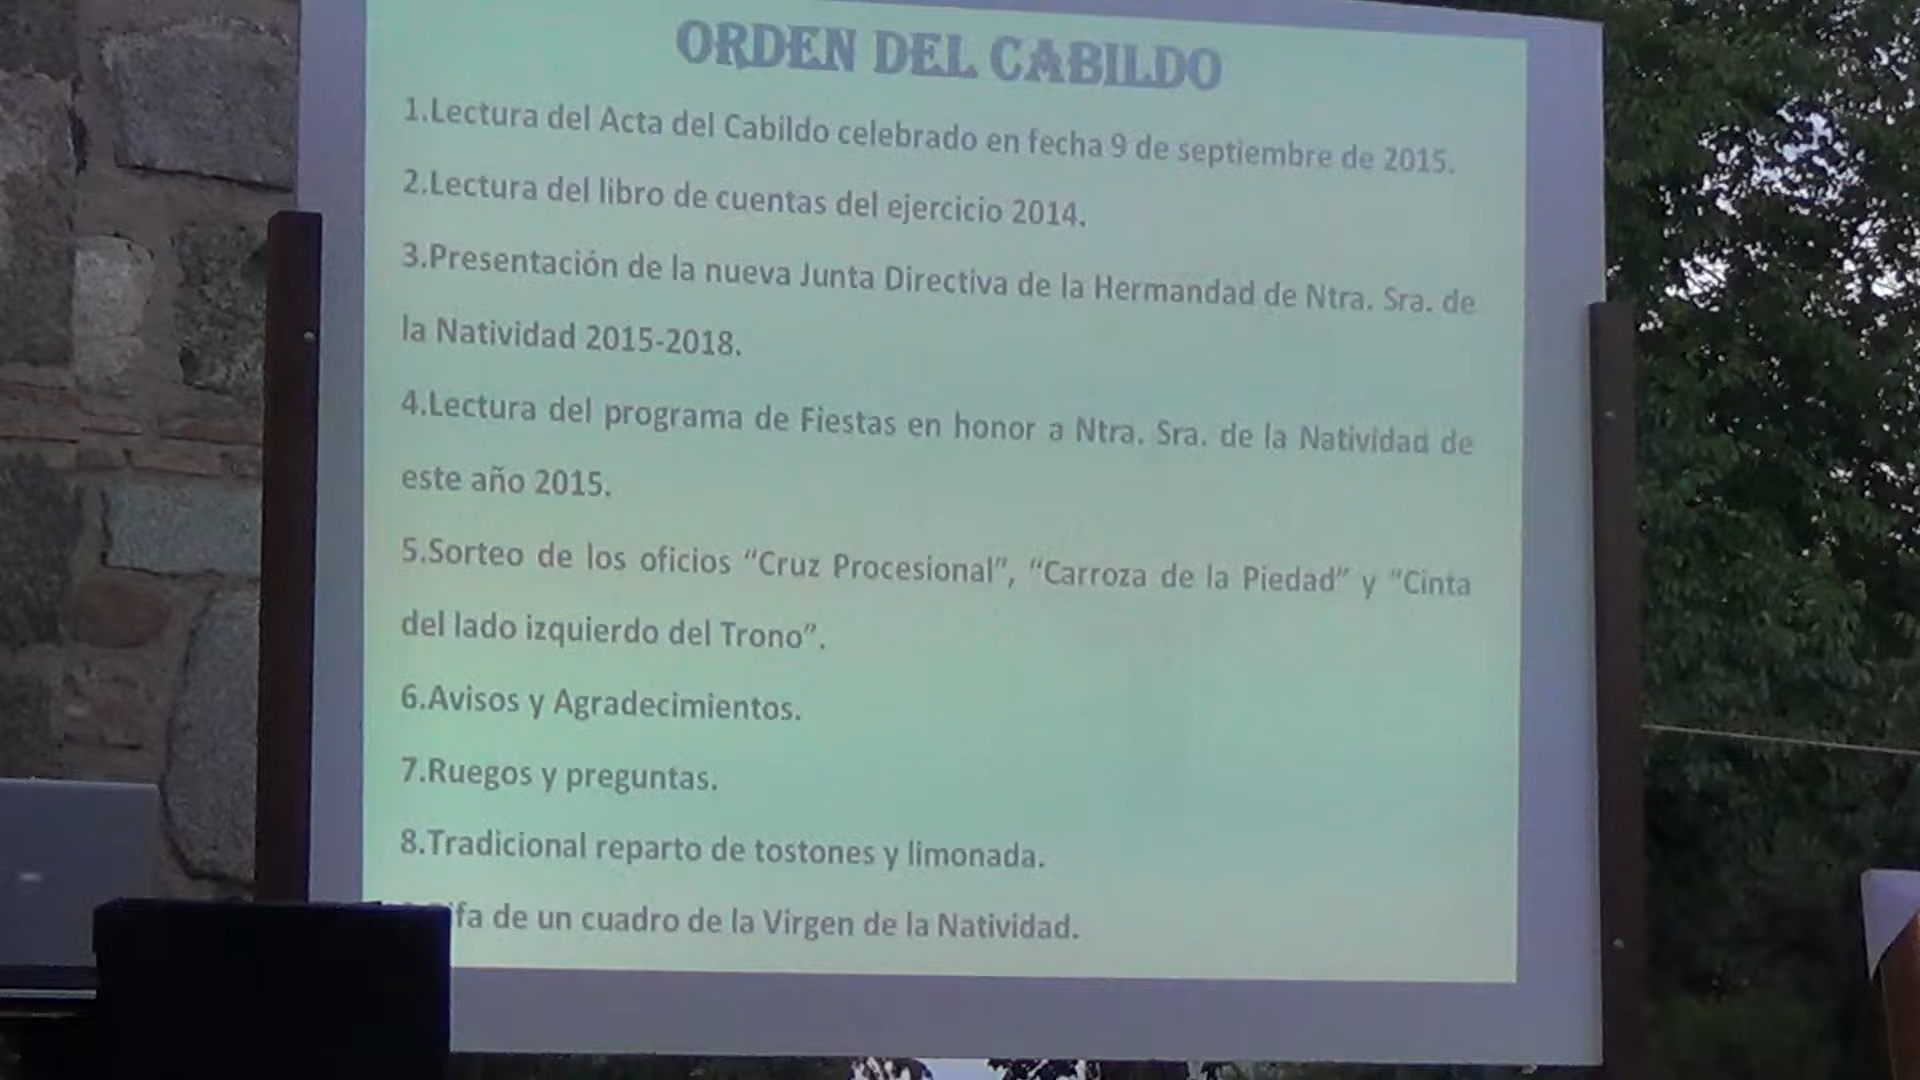 ORDEN DEL CABILDO
1.Lectura del Acta del Cabildo celebrado en fecha 9 de septiembre de 2015.
2.Lectura del libro de cuentas del ejercicio 2014.
3.Presentación de la nueva Junta Directiva de la Hermandad de Ntra. Sra. de
la Natividad 2015-2018.
4.Lectura del programa de Fiestas en honor a Ntra. Sra. de la Natividad de
este año 2015.
5.Sorteo de los oficios “Cruz Procesional”, “Carroza de la Piedad” y “Cinta
del lado izquierdo del Trono”.
6.Avisos y Agradecimientos.
7.Ruegos y preguntas.
8.Tradicional reparto de tostones y limonada.
de un cuadro de la Virgen de la Natividad.